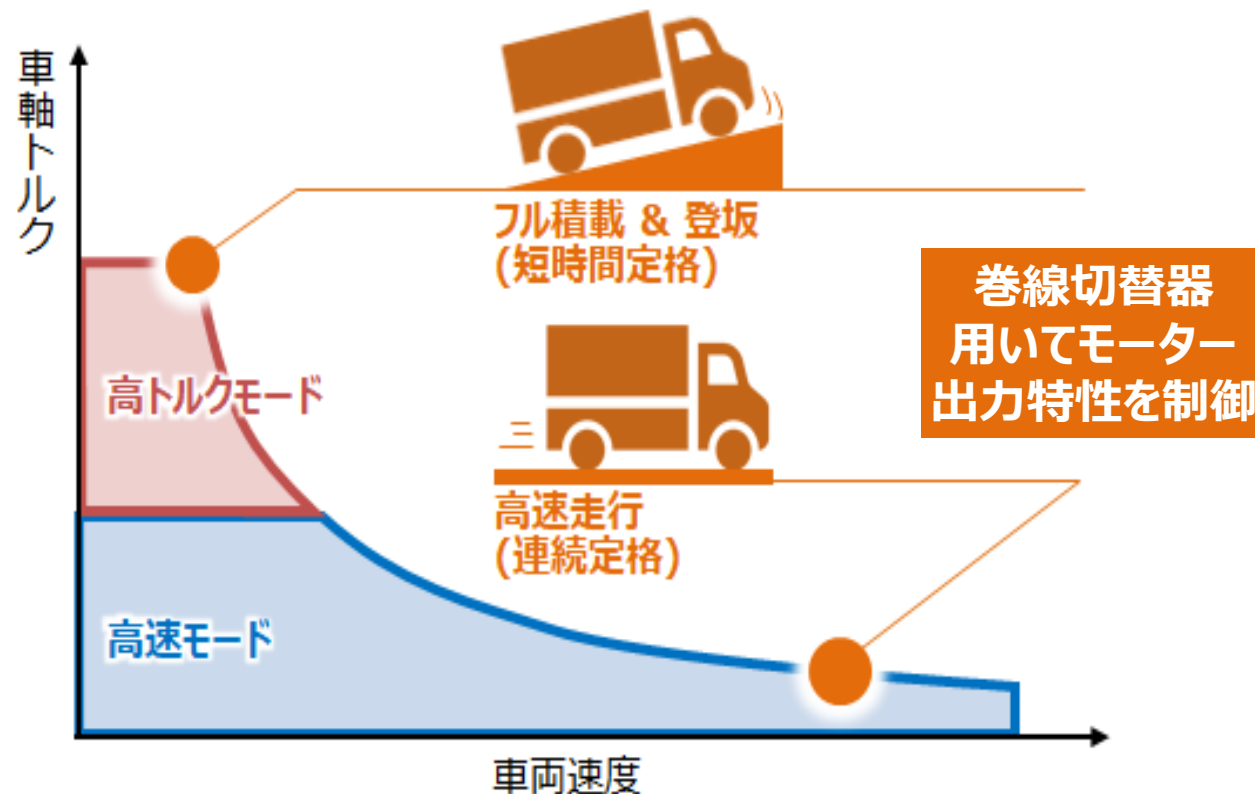 車軸トルク
フル積載 & 登坂
(短時間定格)
巻線切替器
用いてモーター
出力特性を制御
高トルクモード
高速走行
(連続定格)
高速モード
車両速度